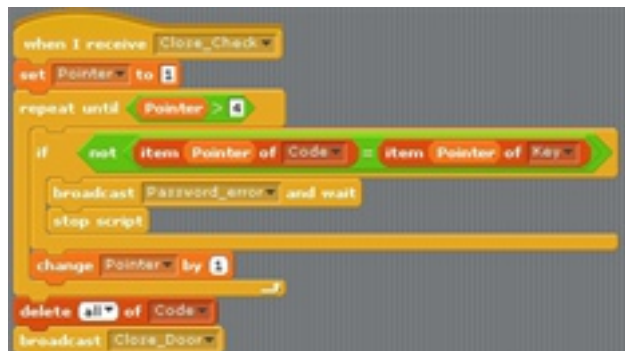 when I receive Close_Check
set Pointer to 1
repeat until Pointer > 4
if not item Pointer of Code = item Pointer of Key
broadcast Password_error and wait
stop script
change Pointer by 1
delete all of Code
broadcast Close_Door